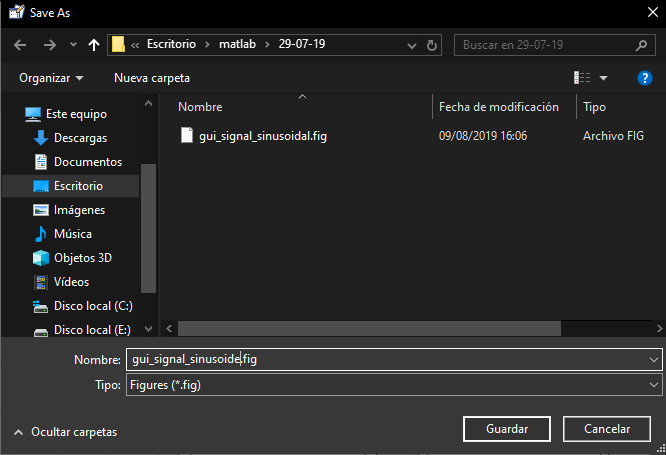 Save As
« Escritorio › matlab › 29-07-19
Buscar en 29-07-19
Organizar
Nueva carpeta
Este equipo
Descargas
Documentos
Escritorio
Imágenes
Música
Objetos 3D
Vídeos
Disco local (C:)
Disco local (E:)
Nombre Fecha de modificación Tipo
gui_signal_sinusoidal.fig 09/08/2019 16:06 Archivo FIG
Nombre: gui_signal_sinusoide.fig
Tipo: Figures (*.fig)
Ocultar carpetas
Guardar
Cancelar